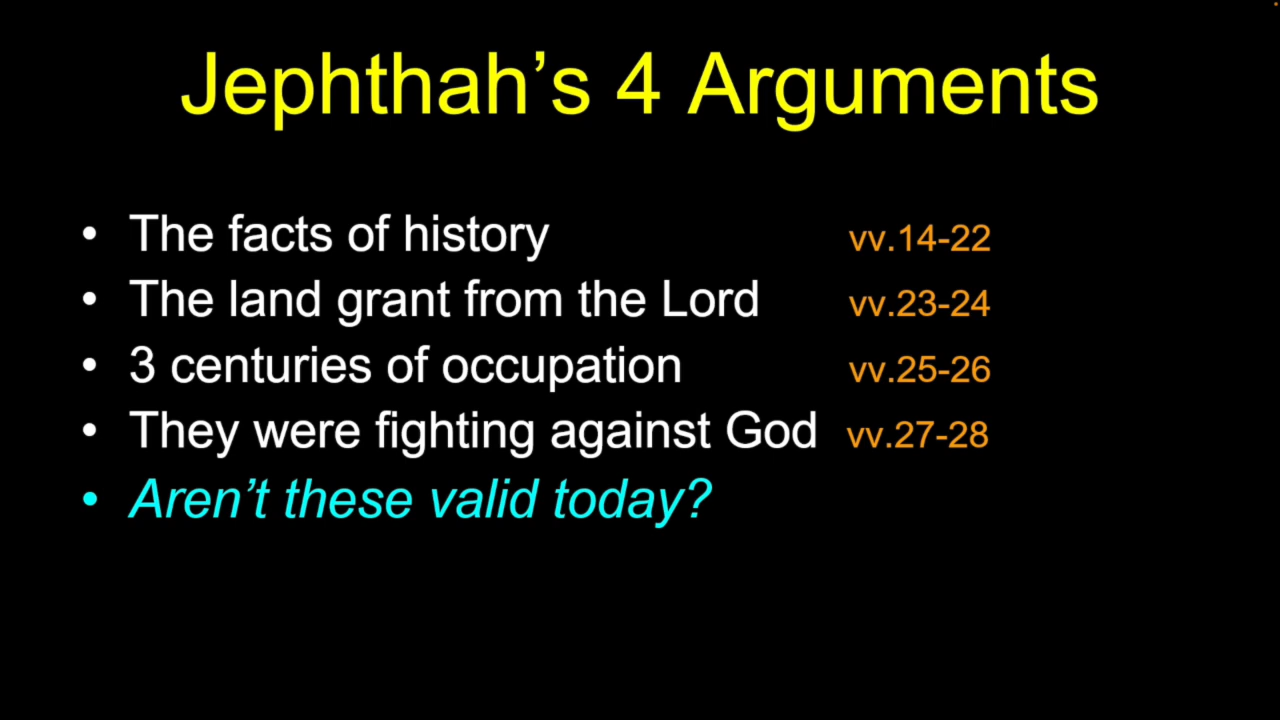 Jephthah’s 4 Arguments
• The facts of history vv.14-22
• The land grant from the Lord vv.23-24
• 3 centuries of occupation vv.25-26
• They were fighting against God vv.27-28
• Aren’t these valid today?